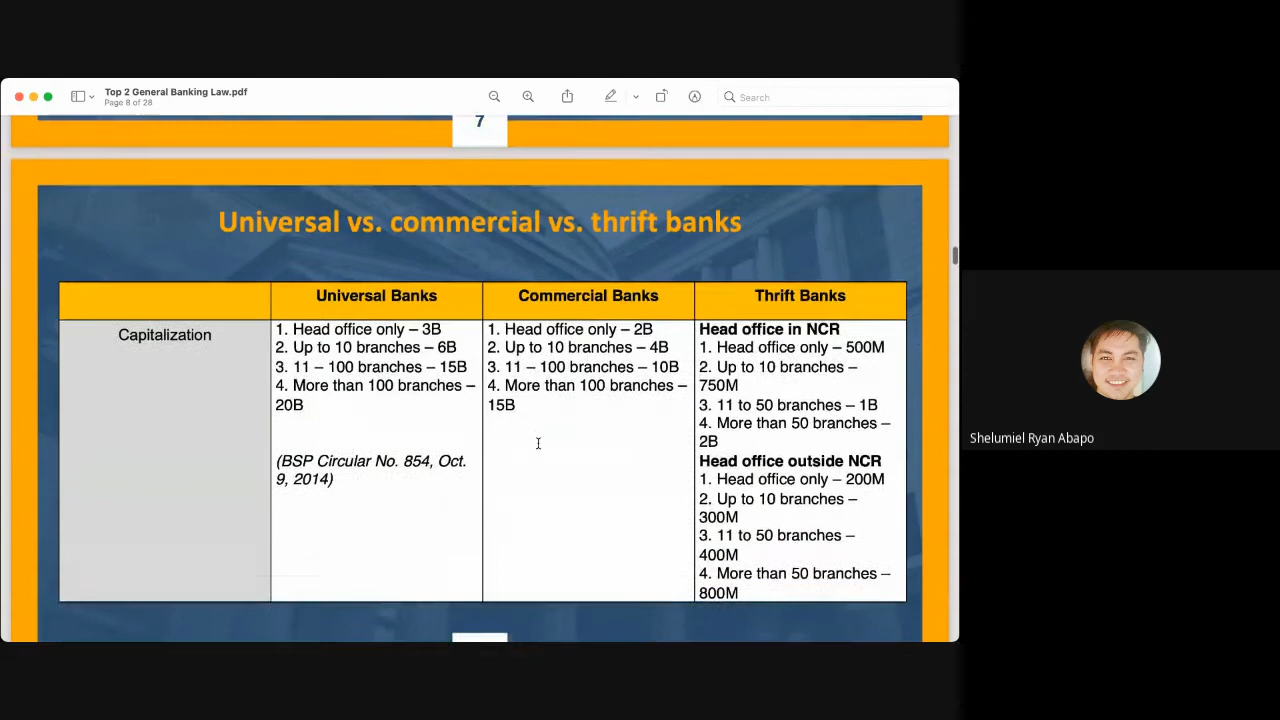 Top 2 General Banking Law.pdf
Page 8 of 28
Search
7
Universal vs. commercial vs. thrift banks
Universal Banks
Commercial Banks
Thrift Banks
Capitalization
1. Head office only – 3B
2. Up to 10 branches – 6B
3. 11 – 100 branches – 15B
4. More than 100 branches –
20B
(BSP Circular No. 854, Oct.
9, 2014)
1. Head office only – 2B
2. Up to 10 branches – 4B
3. 11 – 100 branches – 10B
4. More than 100 branches –
15B
Head office in NCR
1. Head office only – 500M
2. Up to 10 branches –
750M
3. 11 to 50 branches – 1B
4. More than 50 branches –
2B
Head office outside NCR
1. Head office only – 200M
2. Up to 10 branches –
300M
3. 11 to 50 branches –
400M
4. More than 50 branches –
800M
Shelumiel Ryan Abapo